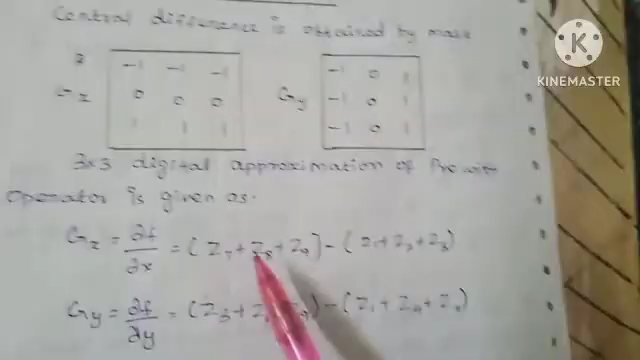 Central difference is obtained by mask
Gx
-1 -1 -1
0 0 0
1 1 1
Gy
-1 0 1
-1 0 1
-1 0 1
3x3 digital approximation of Prewitt
operator is given as.
Gx = ∂f/∂x = (Z7 + Z8 + Z9) - (Z1 + Z2 + Z3)
Gy = ∂f/∂y = (Z3 + Z9) - (Z1 + Z4 + Z7)
K
KINEMASTER